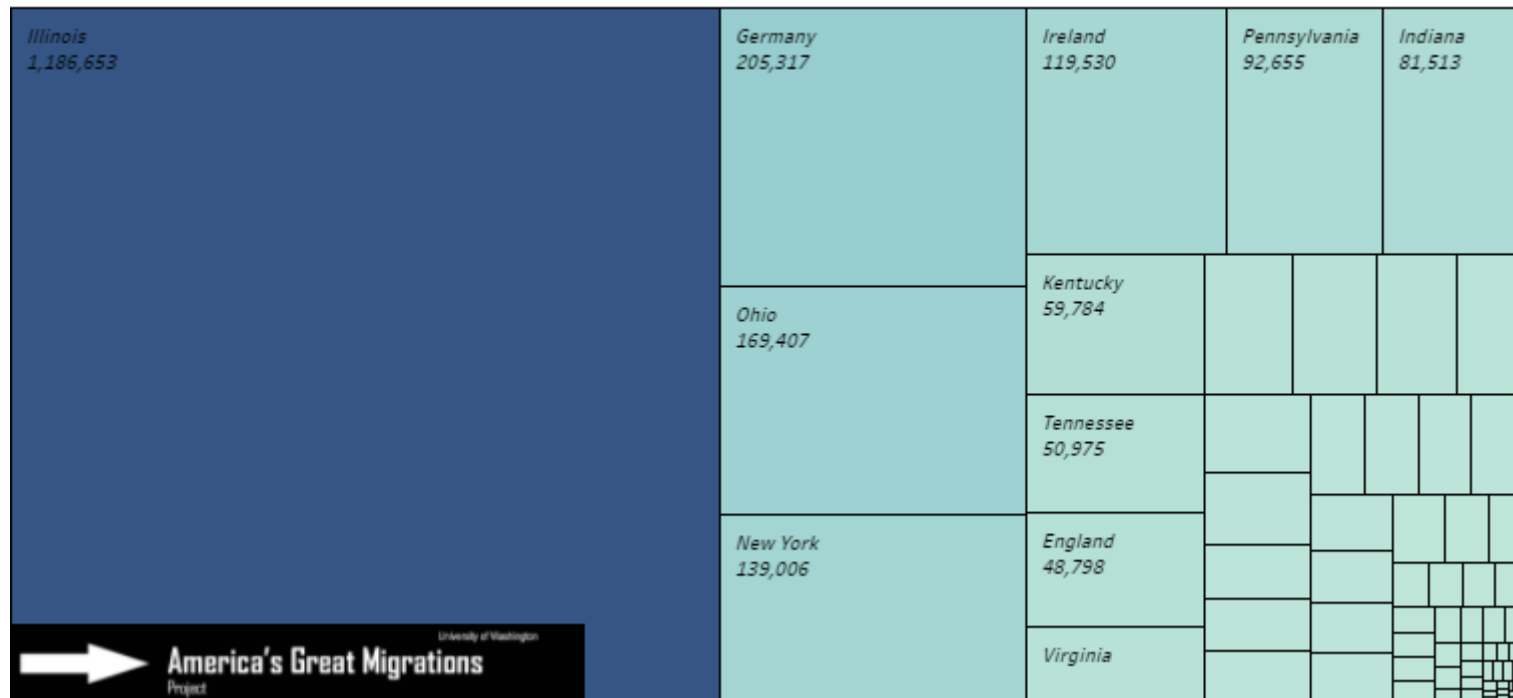 Illinois
1,186,653
Germany
205,317
Ohio
169,407
New York
139,006
Ireland
119,530
Pennsylvania
92,655
Indiana
81,513
Kentucky
59,784
Tennessee
50,975
England
48,798
Virginia
University of Washington
America's Great Migrations
Project